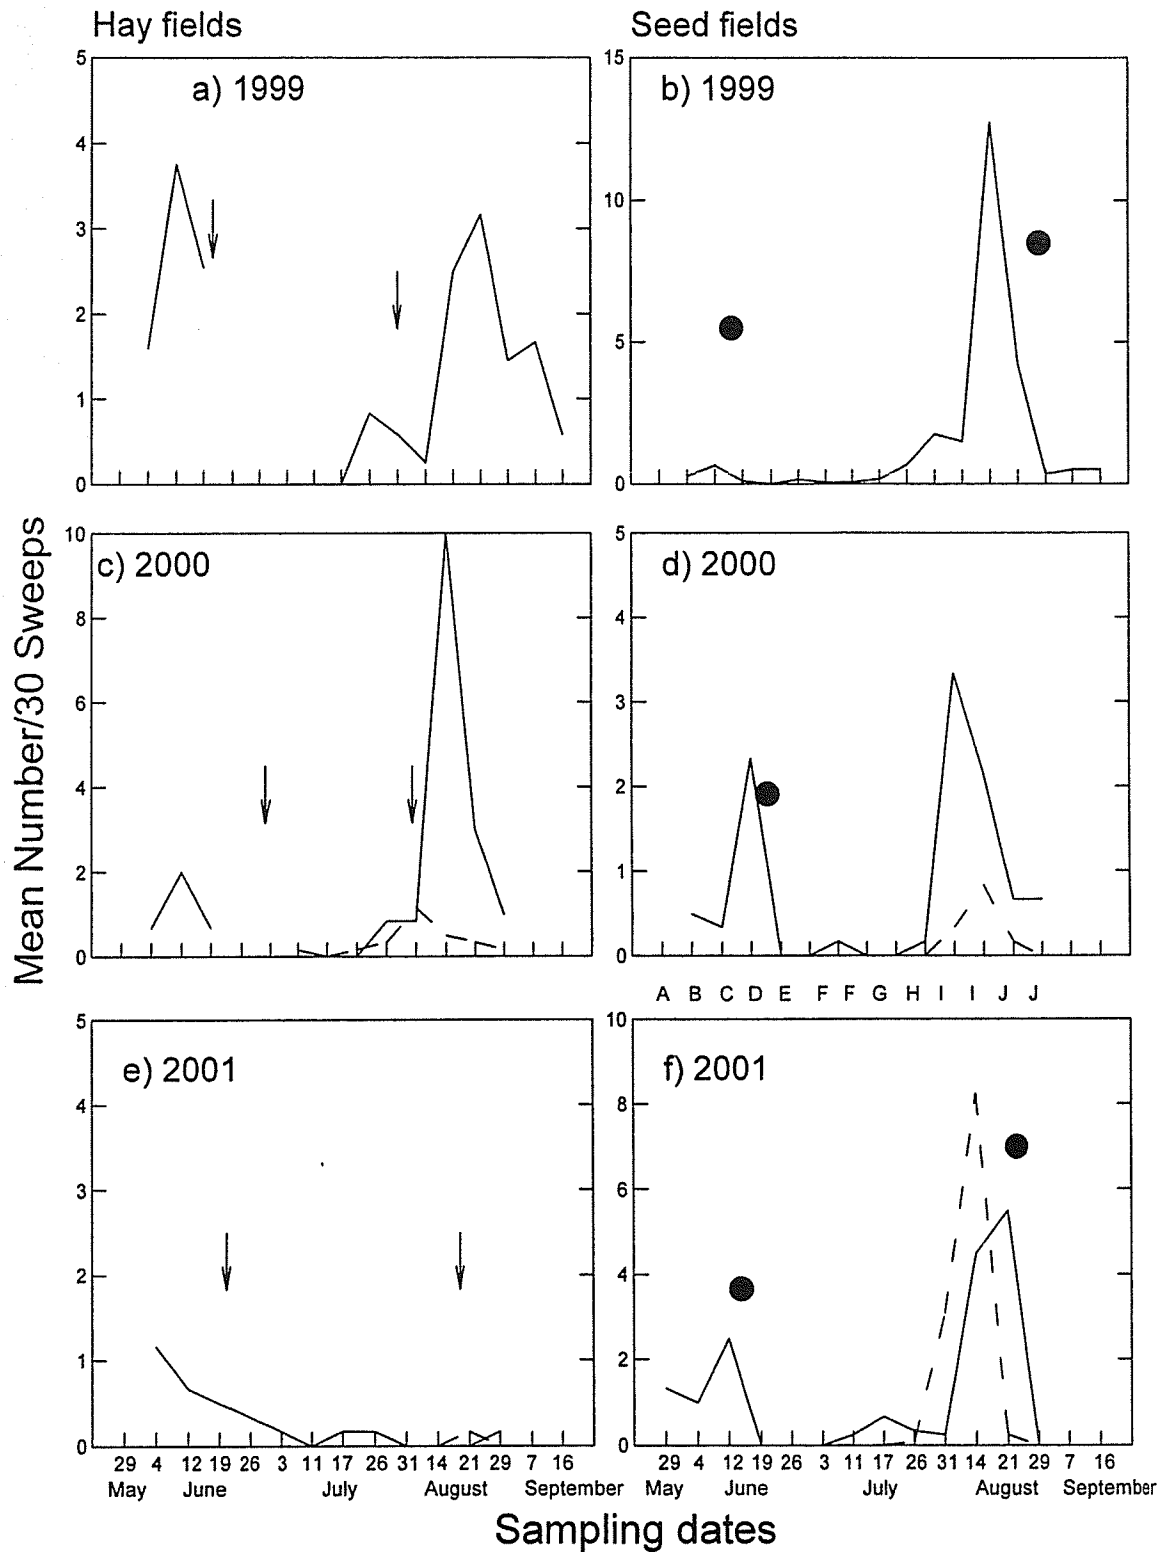 Hay fields
Seed fields
5
4
3
2
1
0
a) 1999
15
10
5
0
b) 1999
Mean Number/30 Sweeps
10
8
6
4
2
0
c) 2000
5
4
3
2
1
0
d) 2000
A B C D E F F G H I I J J
5
4
3
2
1
0
e) 2001
10
8
6
4
2
0
f) 2001
29 4 12 19 26 3 11 17 26 31 14 21 29 7 16
May June July August September
29 4 12 19 26 3 11 17 26 31 14 21 29 7 16
May June July August September
Sampling dates